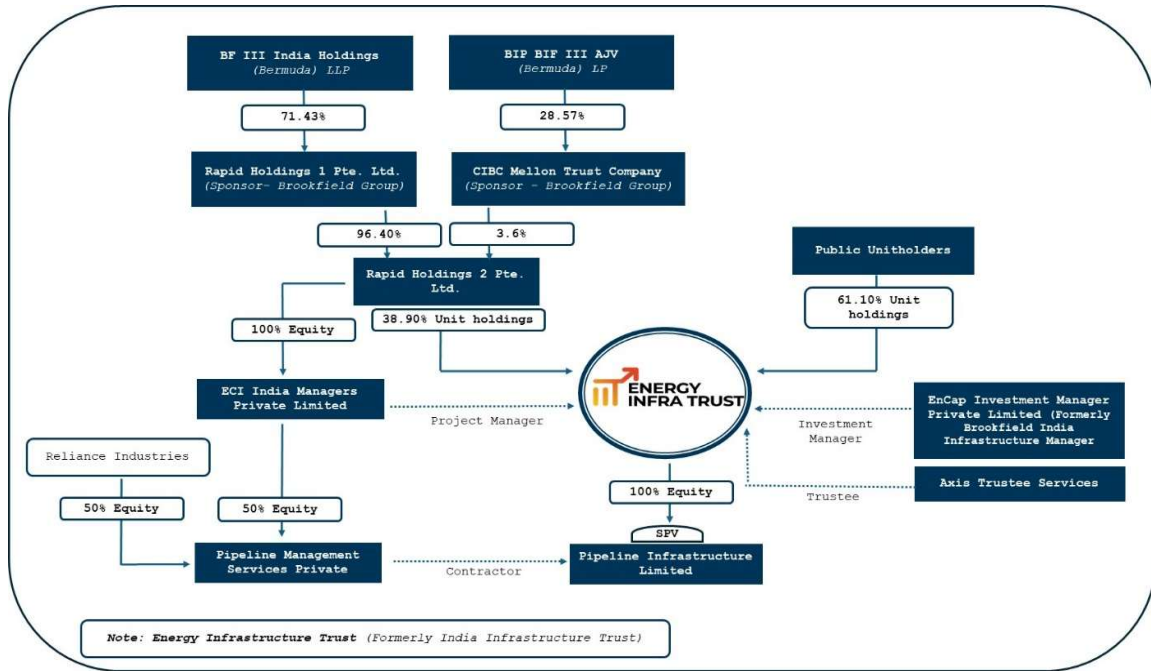 BF III India Holdings
(Bermuda) LLP
BIP BIF III AJV
(Bermuda) LP
71.43%
28.57%
Rapid Holdings 1 Pte. Ltd.
(Sponsor- Brookfield Group)
CIBC Mellon Trust Company
(Sponsor - Brookfield Group)
96.40%
3.6%
Rapid Holdings 2 Pte.
Ltd.
Public Unitholders
61.10% Unit
holdings
100% Equity
38.90% Unit holdings
ENERGY
INFRA TRUST
ECI India Managers
Private Limited
Project Manager
Investment
Manager
EnCap Investment Manager
Private Limited (Formerly
Brookfield India
Infrastructure Manager
Reliance Industries
Trustee
Axis Trustee Services
50% Equity
50% Equity
100% Equity
SPV
Pipeline Management
Services Private
Contractor
Pipeline Infrastructure
Limited
Note: Energy Infrastructure Trust (Formerly India Infrastructure Trust)